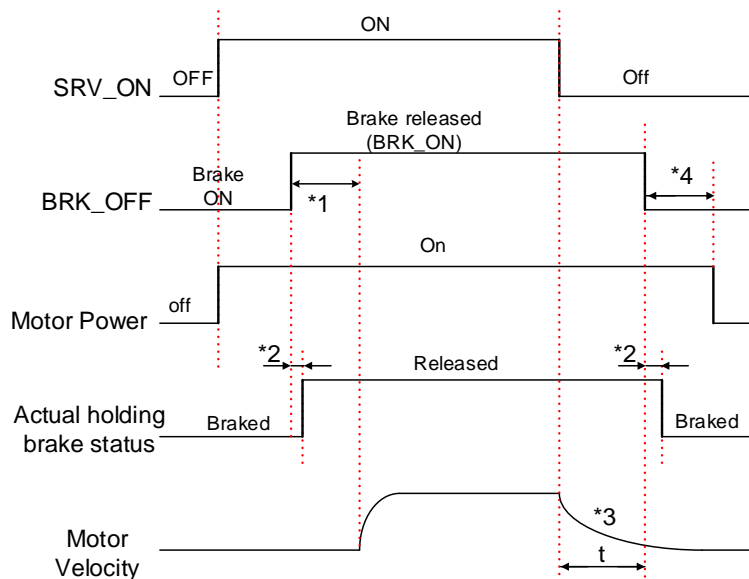 ON
OFF
SRV_ON
Off
Brake released
(BRK_ON)
Brake
ON
BRK_OFF
*1
*4
On
off
Motor Power
*2
Released
*2
Actual holding
brake status
Braked
Braked
*3
Motor
Velocity
t